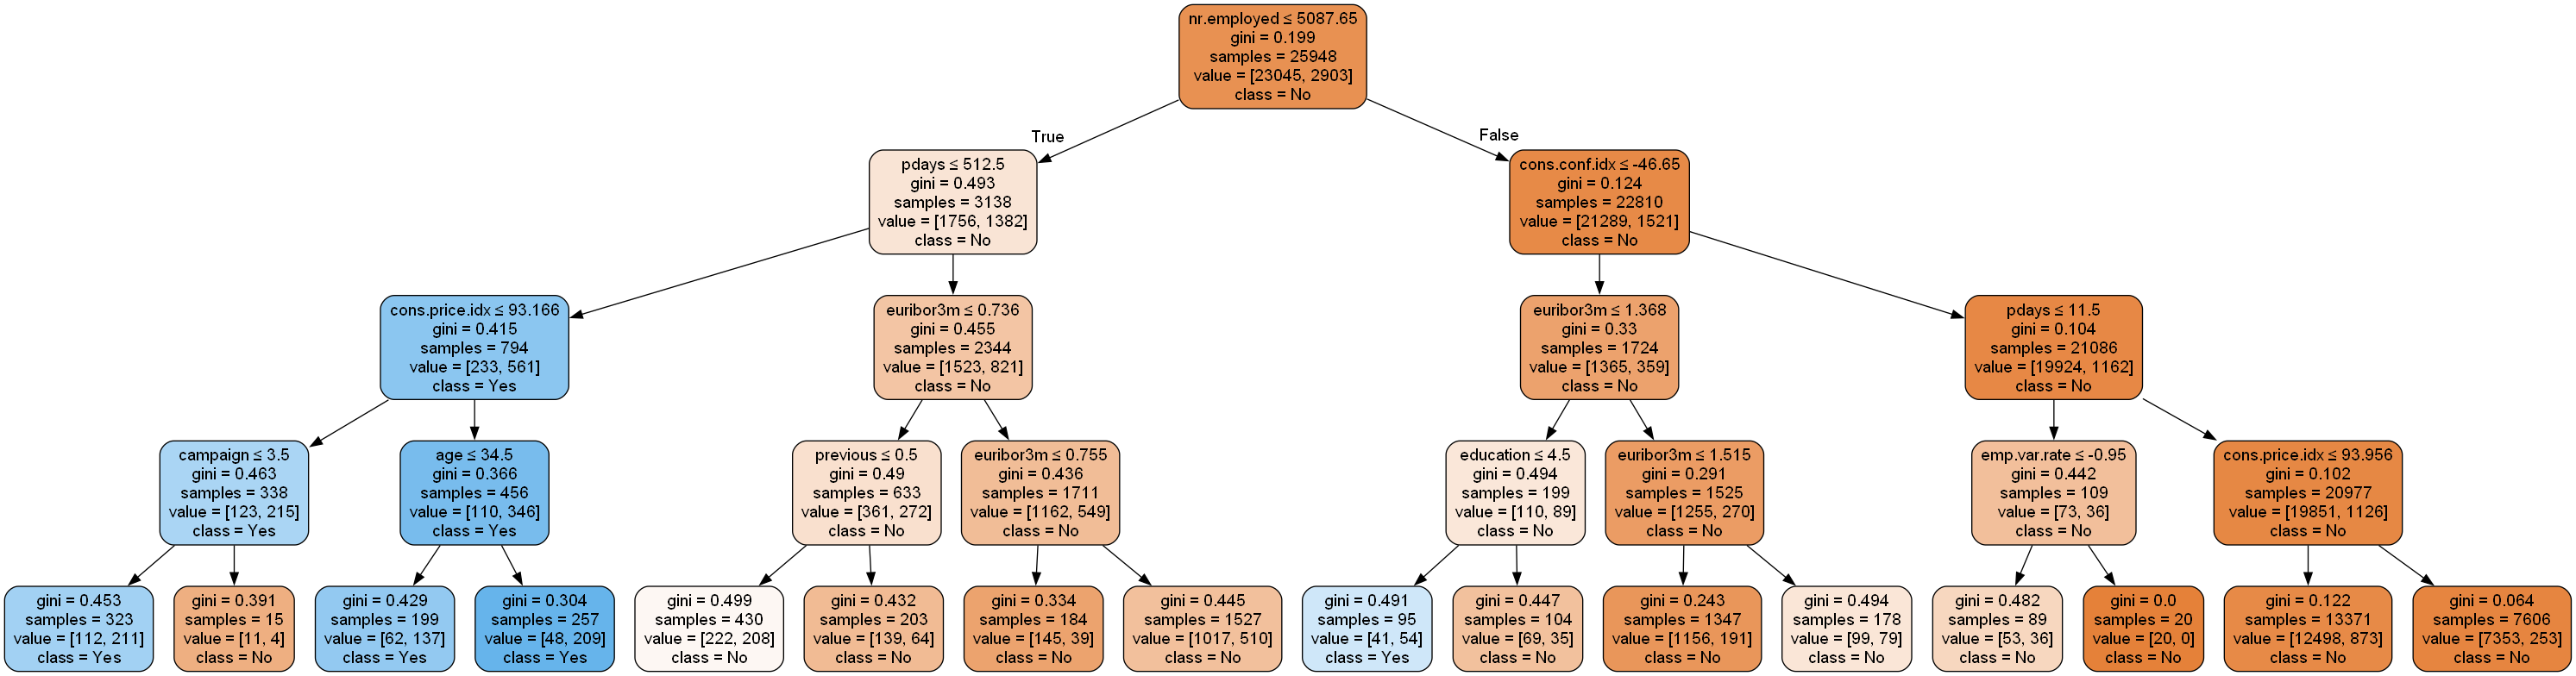 nr.employed ≤ 5087.65
gini = 0.199
samples = 25948
value = [23045, 2903]
class = No
True
False
pdays ≤ 512.5
gini = 0.493
samples = 3138
value = [1756, 1382]
class = No
cons.conf.idx ≤ -46.65
gini = 0.124
samples = 22810
value = [21289, 1521]
class = No
cons.price.idx ≤ 93.166
gini = 0.415
samples = 794
value = [233, 561]
class = Yes
euribor3m ≤ 0.736
gini = 0.455
samples = 2344
value = [1523, 821]
class = No
euribor3m ≤ 1.368
gini = 0.33
samples = 1724
value = [1365, 359]
class = No
pdays ≤ 11.5
gini = 0.104
samples = 21086
value = [19924, 1162]
class = No
campaign ≤ 3.5
gini = 0.463
samples = 338
value = [123, 215]
class = Yes
age ≤ 34.5
gini = 0.366
samples = 456
value = [110, 346]
class = Yes
previous ≤ 0.5
gini = 0.49
samples = 633
value = [361, 272]
class = No
euribor3m ≤ 0.755
gini = 0.436
samples = 1711
value = [1162, 549]
class = No
education ≤ 4.5
gini = 0.494
samples = 199
value = [110, 89]
class = No
euribor3m ≤ 1.515
gini = 0.291
samples = 1525
value = [1255, 270]
class = No
emp.var.rate ≤ -0.95
gini = 0.442
samples = 109
value = [73, 36]
class = No
cons.price.idx ≤ 93.956
gini = 0.102
samples = 20977
value = [19851, 1126]
class = No
gini = 0.453
samples = 323
value = [112, 211]
class = Yes
gini = 0.391
samples = 15
value = [11, 4]
class = No
gini = 0.429
samples = 199
value = [62, 137]
class = Yes
gini = 0.304
samples = 257
value = [48, 209]
class = Yes
gini = 0.499
samples = 430
value = [222, 208]
class = No
gini = 0.432
samples = 203
value = [139, 64]
class = No
gini = 0.334
samples = 184
value = [145, 39]
class = No
gini = 0.445
samples = 1527
value = [1017, 510]
class = No
gini = 0.491
samples = 95
value = [41, 54]
class = Yes
gini = 0.447
samples = 104
value = [69, 35]
class = No
gini = 0.243
samples = 1347
value = [1156, 191]
class = No
gini = 0.494
samples = 178
value = [99, 79]
class = No
gini = 0.482
samples = 89
value = [53, 36]
class = No
gini = 0.0
samples = 20
value = [20, 0]
class = No
gini = 0.122
samples = 13371
value = [12498, 873]
class = No
gini = 0.064
samples = 7606
value = [7353, 253]
class = No